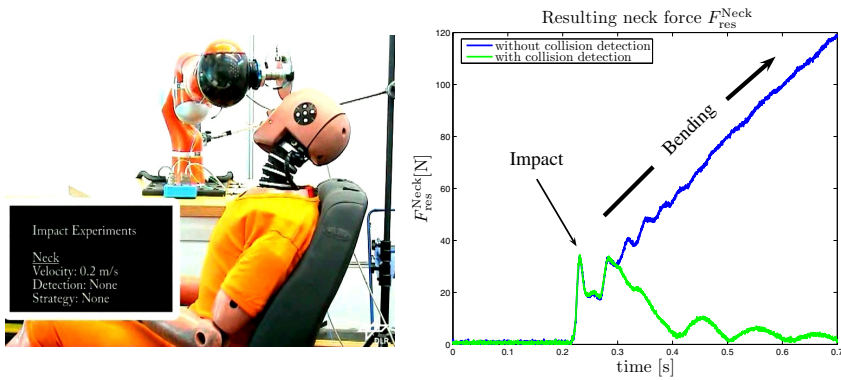 Impact Experiments
Neck
Velocity: 0.2 m/s
Detection: None
Strategy: None
DLR
Resulting neck force F_res^Neck
without collision detection
with collision detection
Bending
Impact
F_res^Neck[N]
120
100
80
60
40
20
0
0
0.1
0.2
0.3
0.4
0.5
0.6
0.7
time [s]